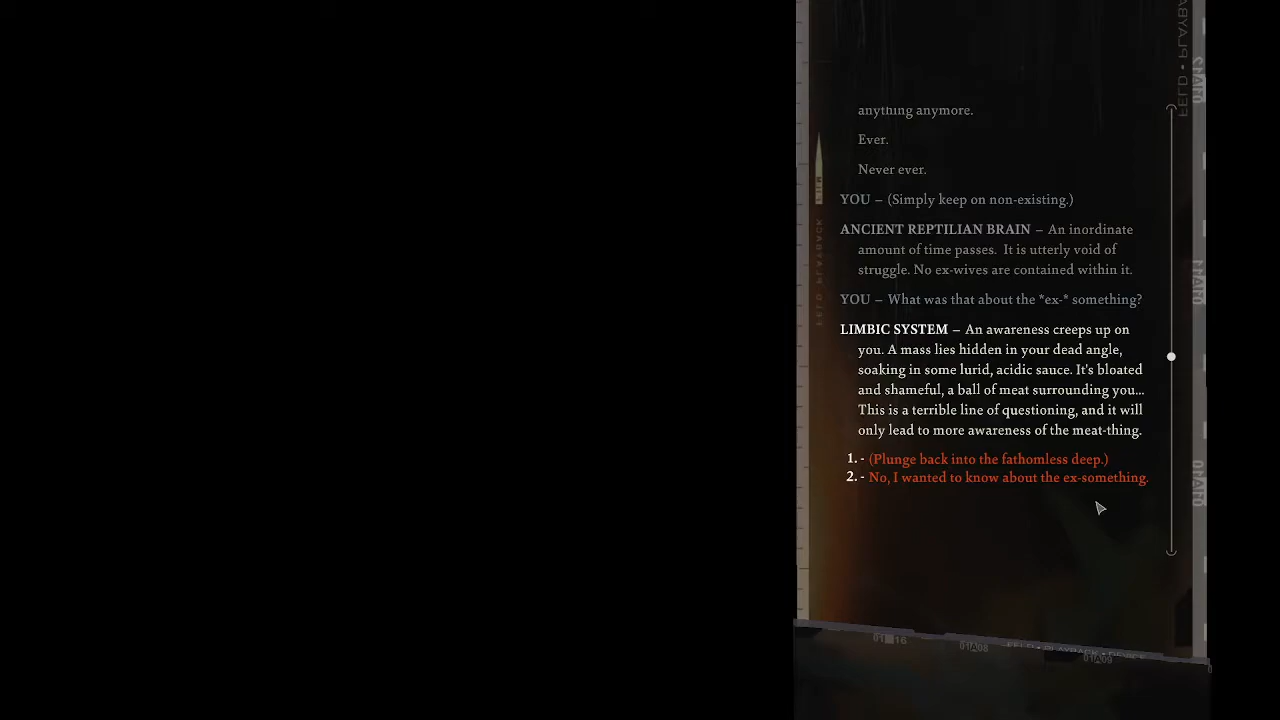 anything anymore.
Ever.
Never ever.
YOU – (Simply keep on non-existing.)
ANCIENT REPTILIAN BRAIN – An inordinate
amount of time passes. It is utterly void of
struggle. No ex-wives are contained within it.
YOU – What was that about the *ex-* something?
LIMBIC SYSTEM – An awareness creeps up on
you. A mass lies hidden in your dead angle,
soaking in some lurid, acidic sauce. It's bloated
and shameful, a ball of meat surrounding you...
This is a terrible line of questioning, and it will
only lead to more awareness of the meat-thing.
1. - (Plunge back into the fathomless deep.)
2. - No, I wanted to know about the ex-something.
01A08
01A09